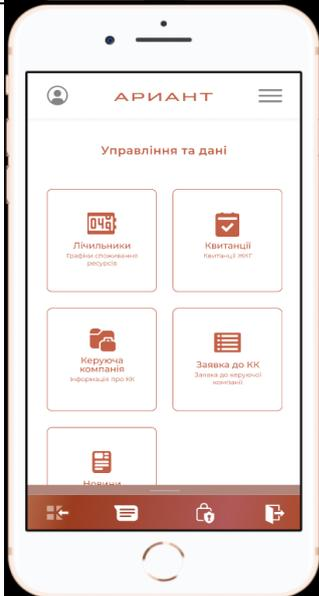 АРИАНТ
Управління та дані
049
Лічильники
Графіки споживання
ресурсів
Квитанції
Квитанції ЖКГ
Керуюча
компанія
Інформація про КК
Заявка до КК
Заявка до керуючої
компанії
Новини